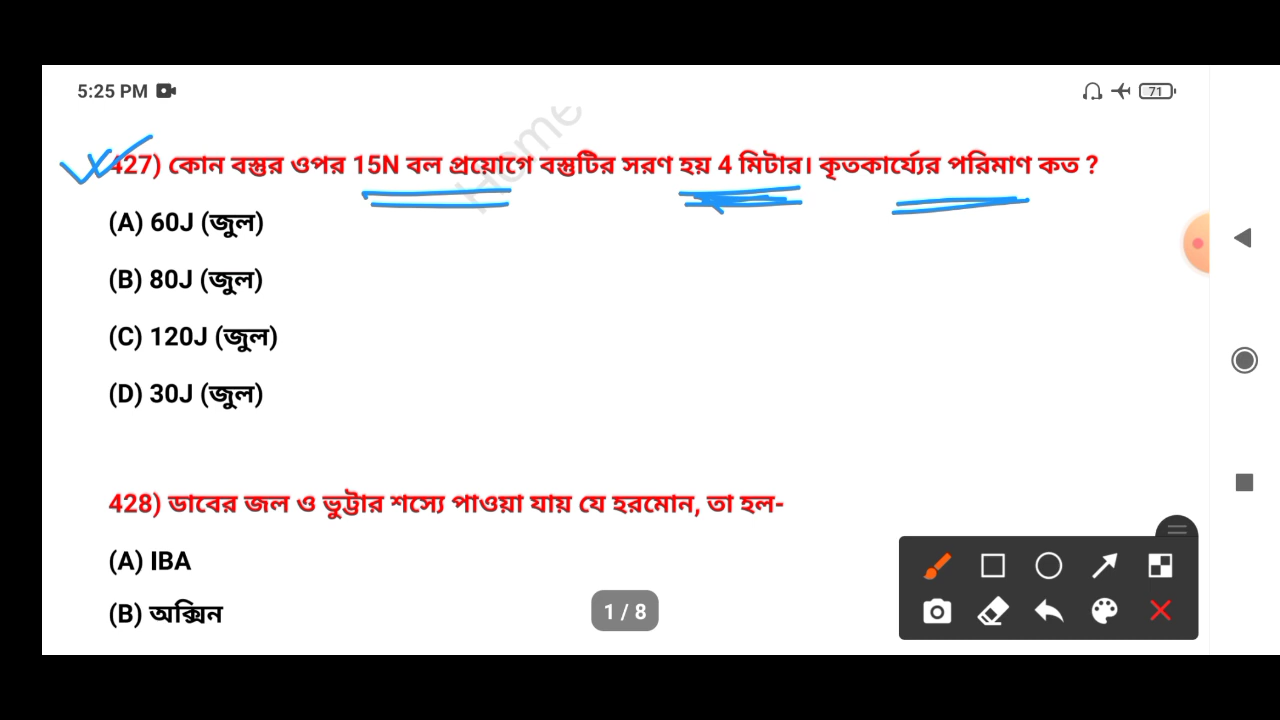 5:25 PM
71
Home
427) কোন বস্তুর ওপর 15N বল প্রয়োগে বস্তুটির সরণ হয় 4 মিটার। কৃতকার্য্যের পরিমাণ কত ?
(A) 60J (জুল)
(B) 80J (জুল)
(C) 120J (জুল)
(D) 30J (জুল)
428) ডাবের জল ও ভুট্টার শস্যে পাওয়া যায় যে হরমোন, তা হল-
(A) IBA
(B) অক্সিন
1 / 8